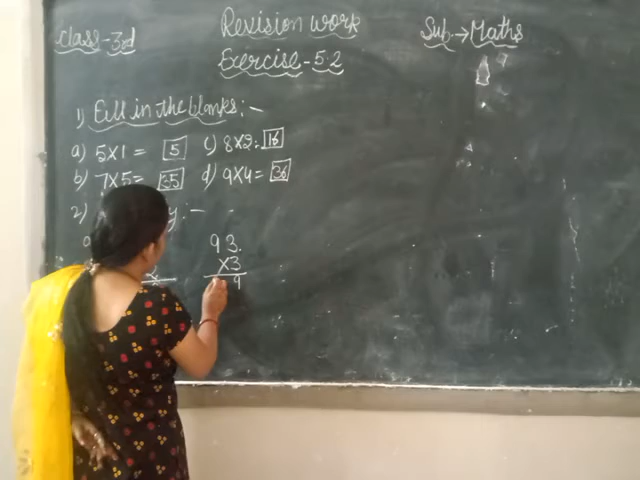 Class-3rd
Revision work
Sub.→Maths
Exercise-5.2
1) Fill in the blanks:-
a) 5X1= 5
c) 8X2= 16
b) 7X5= 35
d) 9X4= 36
2)
93.
X3
9